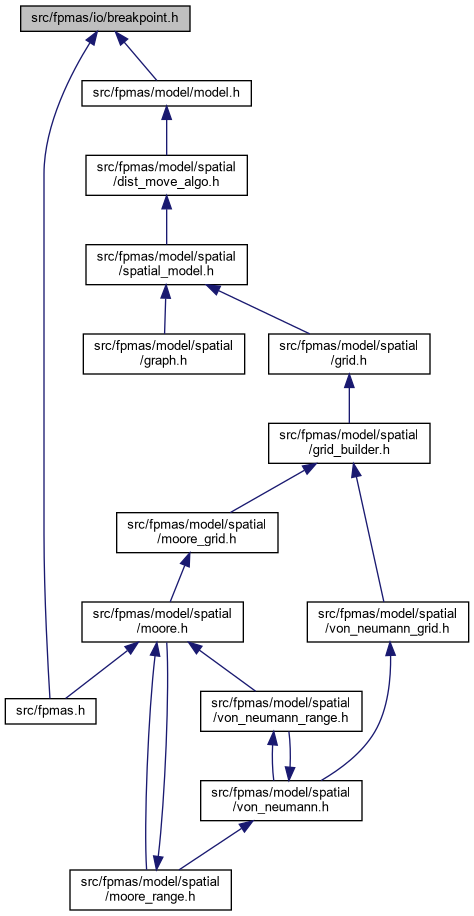 src/fpmas/io/breakpoint.h
src/fpmas/model/model.h
src/fpmas/model/spatial
/dist_move_algo.h
src/fpmas/model/spatial
/spatial_model.h
src/fpmas/model/spatial
/graph.h
src/fpmas/model/spatial
/grid.h
src/fpmas/model/spatial
/grid_builder.h
src/fpmas/model/spatial
/moore_grid.h
src/fpmas/model/spatial
/moore.h
src/fpmas/model/spatial
/von_neumann_grid.h
src/fpmas.h
src/fpmas/model/spatial
/von_neumann_range.h
src/fpmas/model/spatial
/von_neumann.h
src/fpmas/model/spatial
/moore_range.h